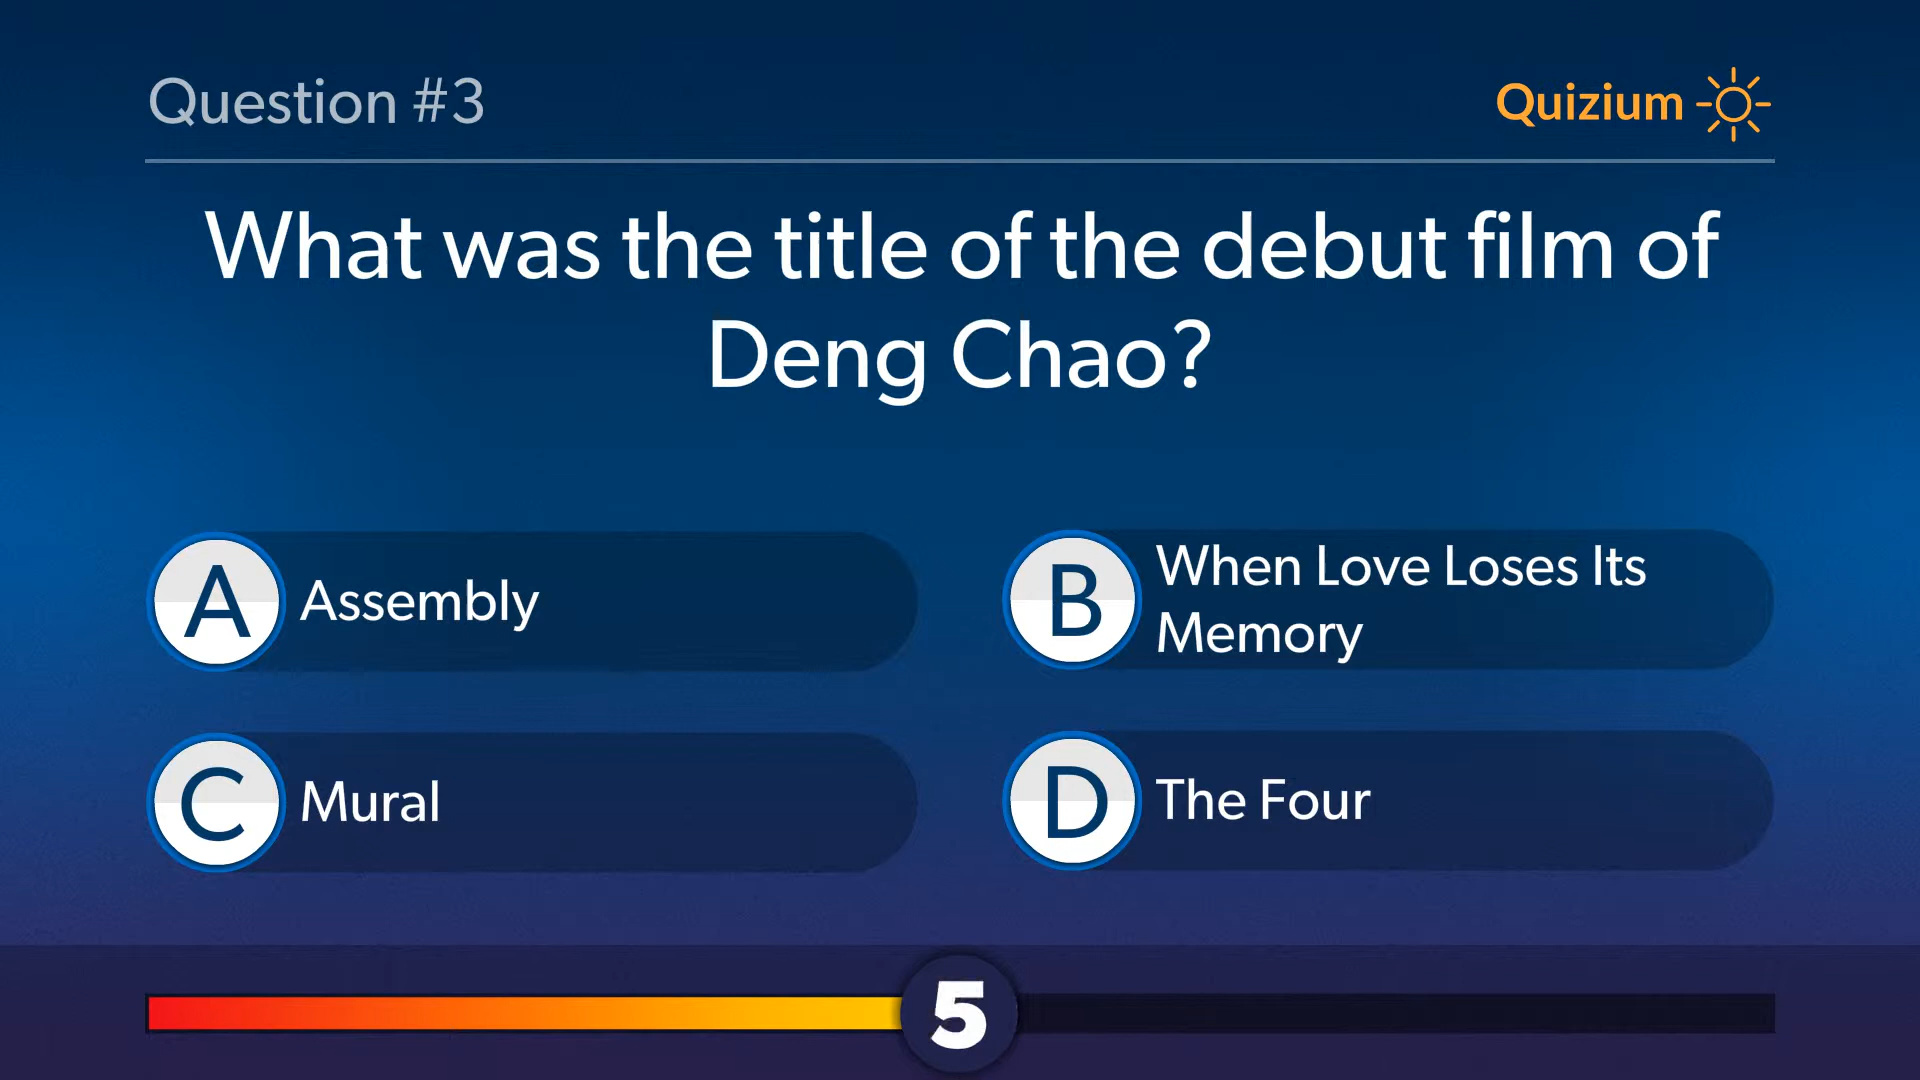 Question #3
Quizium
What was the title of the debut film of
Deng Chao?
A
Assembly
B
When Love Loses Its
Memory
C
Mural
D
The Four
5